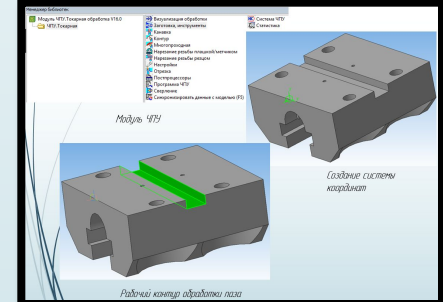 Менеджер библиотек
Модуль ЧПУ. Токарная обработка V16.0
ЧПУ.Токарная
Визуализация обработки
Заготовка, инструменты
Канавка
Контур
Многопроходная
Нарезание резьбы плашкой/метчиком
Нарезание резьбы резцом
Настройки
Отрезка
Постпроцессоры
Программа ЧПУ
Сверление
Синхронизировать данные с моделью (F5)
Система ЧПУ
Статистика
Модуль ЧПУ
Создание системы
координат
Рабочий контур обработки паза